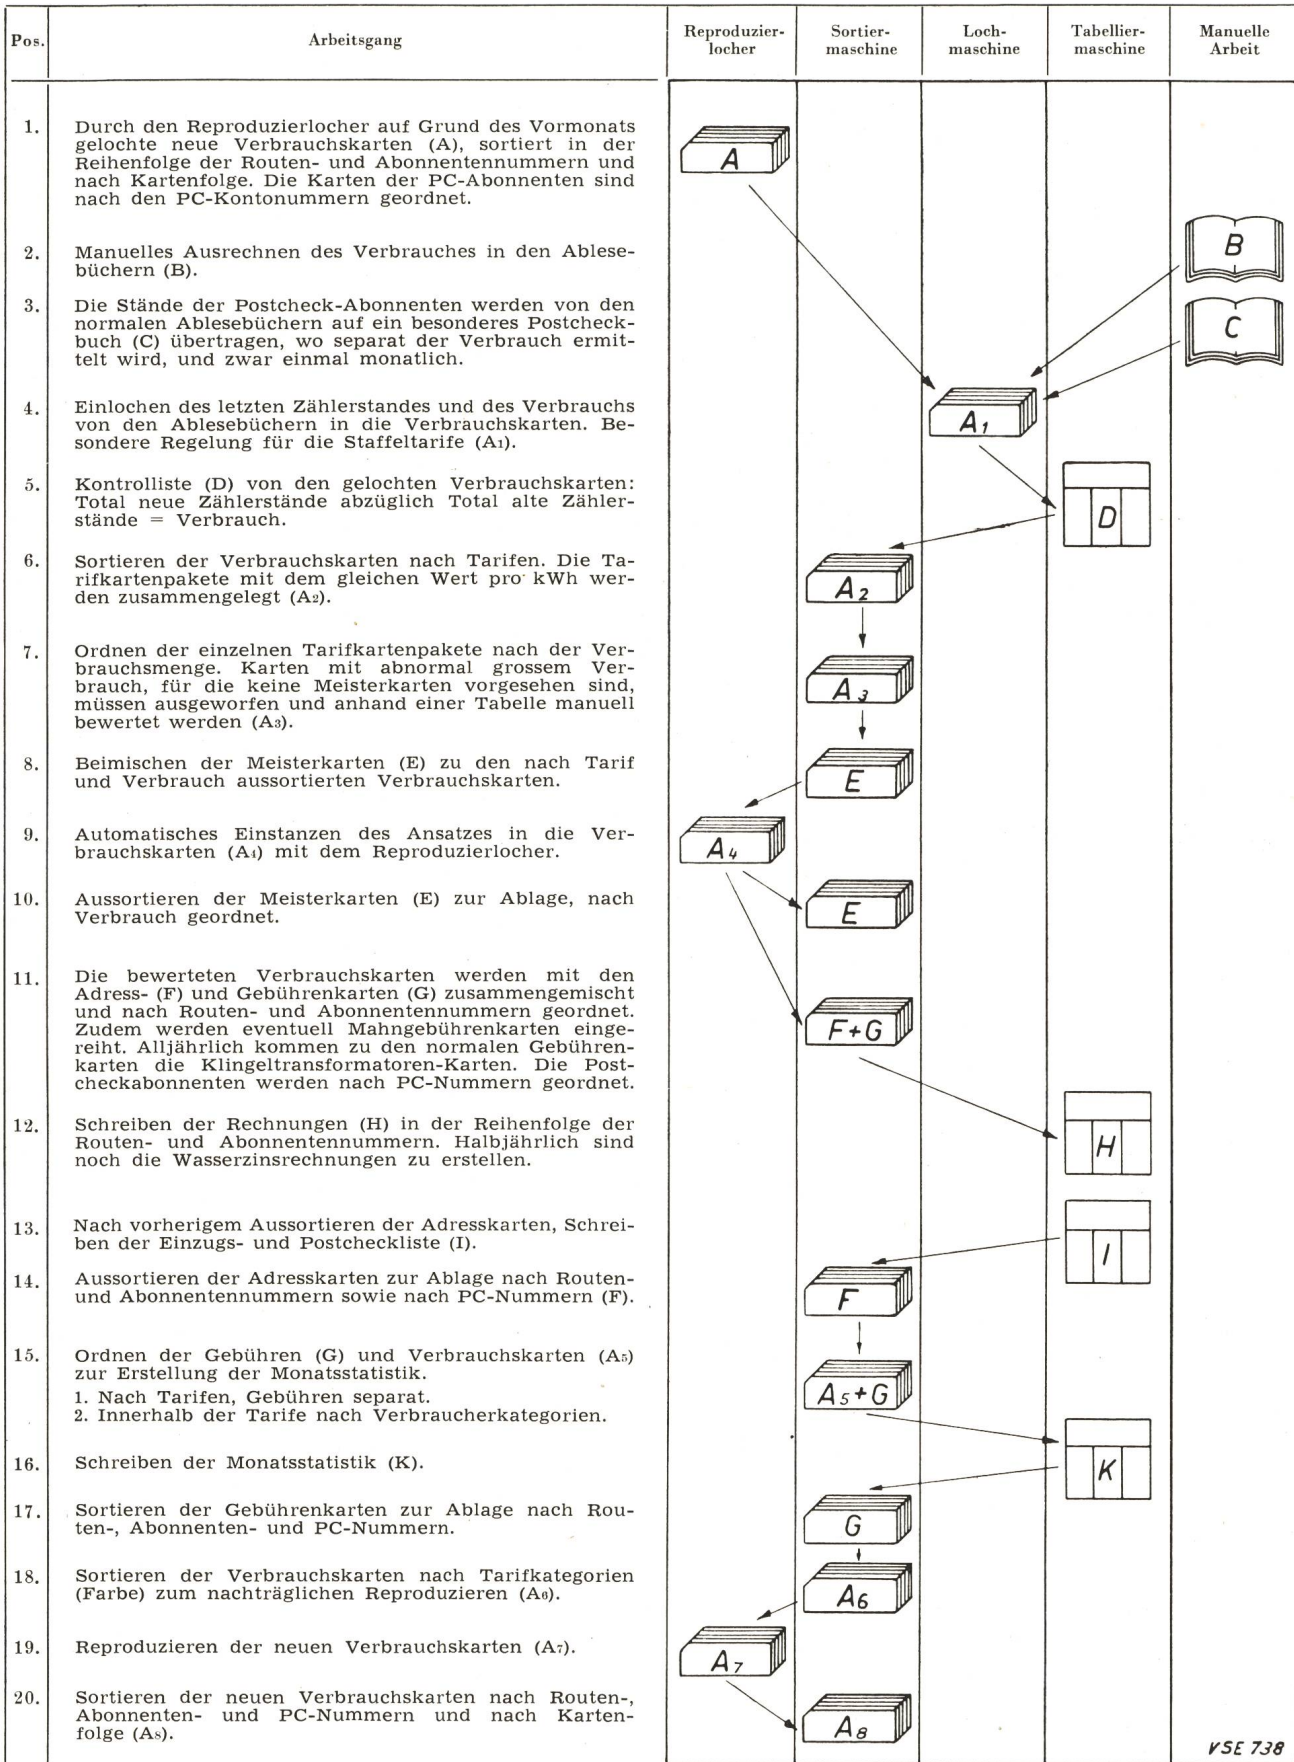 Pos.
Arbeitsgang
Reproduzier-
locher
Sortier-
maschine
Loch-
maschine
Tabellier-
maschine
Manuelle
Arbeit
1.
Durch den Reproduzierlocher auf Grund des Vormonats
gelochte neue Verbrauchskarten (A), sortiert in der
Reihenfolge der Routen- und Abonnentennummern und
nach Kartenfolge. Die Karten der PC-Abonnenten sind
nach den PC-Kontonummern geordnet.
A
2.
Manuelles Ausrechnen des Verbrauches in den Ablese-
büchern (B).
B
3.
Die Stände der Postcheck-Abonnenten werden von den
normalen Ablesebüchern auf ein besonderes Postcheck-
buch (C) übertragen, wo separat der Verbrauch ermit-
telt wird, und zwar einmal monatlich.
C
4.
Einlochen des letzten Zählerstandes und des Verbrauchs
von den Ablesebüchern in die Verbrauchskarten. Be-
sondere Regelung für die Staffeltarife (A₁).
A₁
5.
Kontrolliste (D) von den gelochten Verbrauchskarten:
Total neue Zählerstände abzüglich Total alte Zähler-
stände = Verbrauch.
D
6.
Sortieren der Verbrauchskarten nach Tarifen. Die Ta-
rifkartenpakete mit dem gleichen Wert pro kWh wer-
den zusammengelegt (A₂).
A₂
7.
Ordnen der einzelnen Tarifkartenpakete nach der Ver-
brauchsmenge. Karten mit abnormal grossem Ver-
brauch, für die keine Meisterkarten vorgesehen sind,
müssen ausgeworfen und anhand einer Tabelle manuell
bewertet werden (A₃).
A₃
8.
Beimischen der Meisterkarten (E) zu den nach Tarif
und Verbrauch aussortierten Verbrauchskarten.
E
9.
Automatisches Einstanzen des Ansatzes in die Ver-
brauchskarten (A₄) mit dem Reproduzierlocher.
A₄
10.
Aussortieren der Meisterkarten (E) zur Ablage, nach
Verbrauch geordnet.
E
11.
Die bewerteten Verbrauchskarten werden mit den
Adress- (F) und Gebührenkarten (G) zusammengemischt
und nach Routen- und Abonnentennummern geordnet.
Zudem werden eventuell Mahngebührenkarten einge-
reiht. Alljährlich kommen zu den normalen Gebühren-
karten die Klingeltransformatoren-Karten. Die Post-
checkabonnenten werden nach PC-Nummern geordnet.
F+G
12.
Schreiben der Rechnungen (H) in der Reihenfolge der
Routen- und Abonnentennummern. Halbjährlich sind
noch die Wasserzinsrechnungen zu erstellen.
H
13.
Nach vorherigem Aussortieren der Adresskarten, Schrei-
ben der Einzugs- und Postcheckliste (I).
I
14.
Aussortieren der Adresskarten zur Ablage nach Routen-
und Abonnentennummern sowie nach PC-Nummern (F).
F
15.
Ordnen der Gebühren (G) und Verbrauchskarten (A₅)
zur Erstellung der Monatsstatistik.
1. Nach Tarifen, Gebühren separat.
2. Innerhalb der Tarife nach Verbraucherkategorien.
A₅+G
16.
Schreiben der Monatsstatistik (K).
K
17.
Sortieren der Gebührenkarten zur Ablage nach Rou-
ten-, Abonnenten- und PC-Nummern.
G
18.
Sortieren der Verbrauchskarten nach Tarifkategorien
(Farbe) zum nachträglichen Reproduzieren (A₆).
A₆
19.
Reproduzieren der neuen Verbrauchskarten (A₇).
A₇
20.
Sortieren der neuen Verbrauchskarten nach Routen-,
Abonnenten- und PC-Nummern und nach Karten-
folge (A₈).
A₈
VSE 738